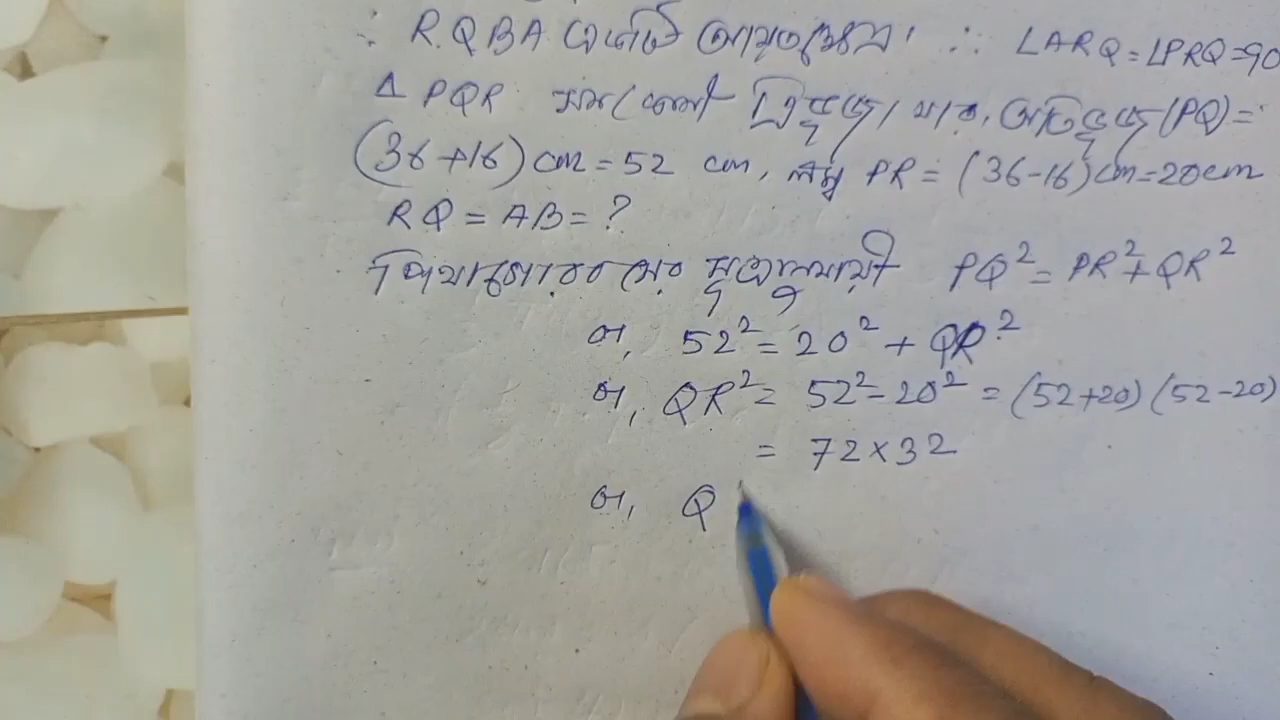 ∴ RQBA একটি আয়তক্ষেত্র। ∴ ∠ARQ = ∠PRQ = 90
Δ PQR সমকোণী ত্রিভুজে। যার, অতিভুজ (PQ) =
(36+16) cm = 52 cm, লম্ব PR = (36-16) cm = 20cm
RQ = AB = ?
পিথাগোরাসের সূত্রানুযায়ী PQ² = PR² + QR²
বা, 52² = 20² + QR²
বা, QR² = 52² - 20² = (52+20) (52-20)
= 72 × 32
বা, Q